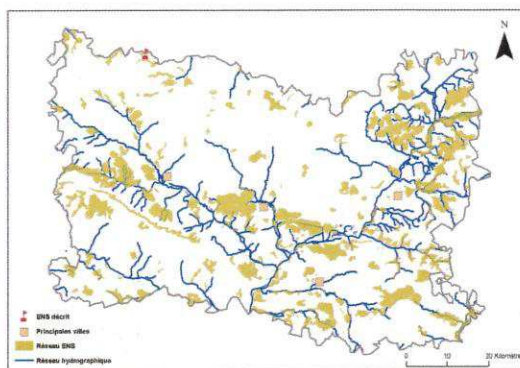 N
ENS décrit
Principales villes
Réseau ENS
Réseau hydrographique
0 10 20 Kilomètres